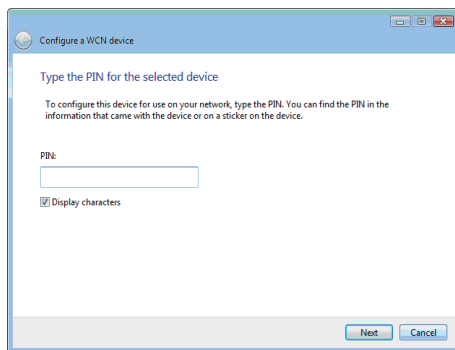 Configure a WCN device
Type the PIN for the selected device
To configure this device for use on your network, type the PIN. You can find the PIN in the
information that came with the device or on a sticker on the device.
PIN:
Display characters
Next Cancel